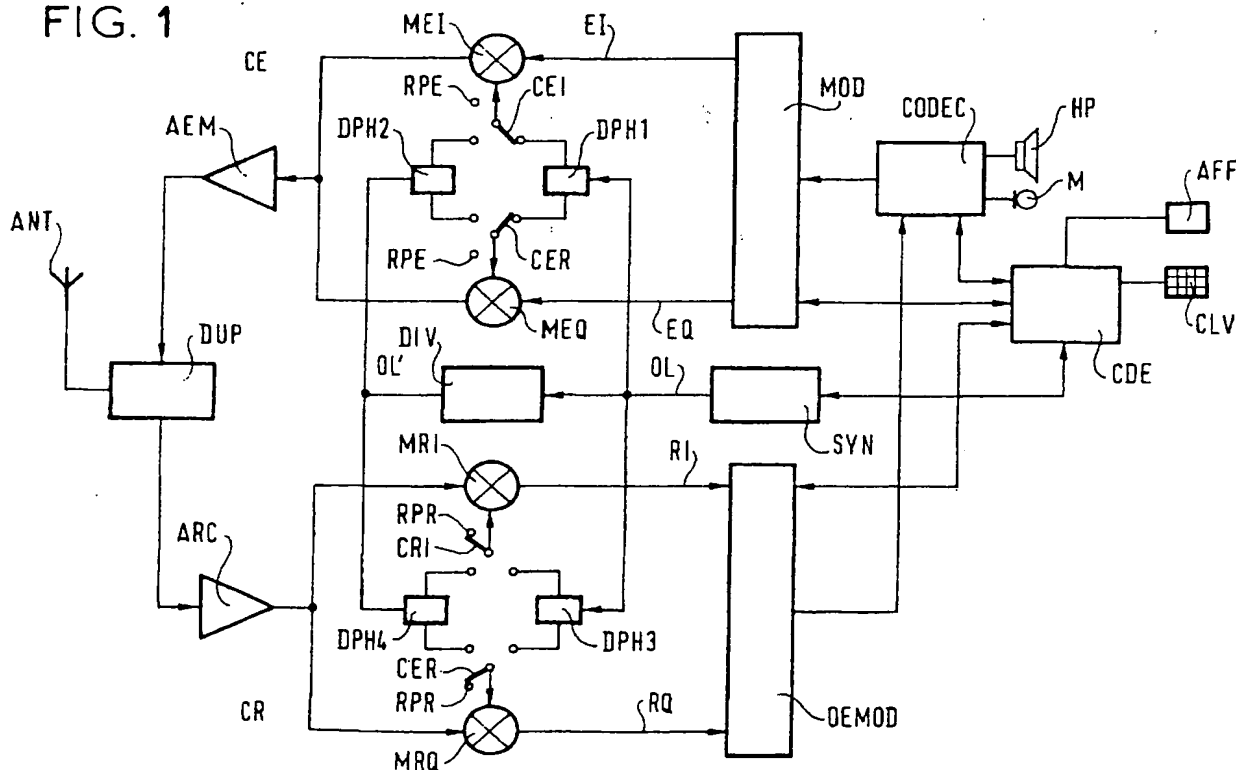 FIG. 1
CE
MEI
EI
MOD
CODEC
HP
RPE
CEI
AEM
DPH2
DPH1
M
AFF
ANT
RPE
CER
CLV
MEQ
EQ
DUP
DIV
OL'
OL
CDE
SYN
MRI
RI
RPR
CRI
ARC
DPH4
DPH3
CER
RPR
CR
RQ
OEMOD
MRQ